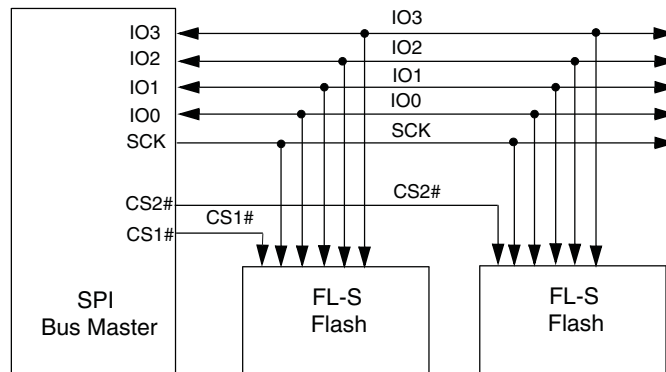 IO3
IO3
IO2
IO2
IO1
IO1
IO0
IO0
SCK
SCK
CS2#
CS2#
CS1#
CS1#
SPI
Bus Master
FL-S
Flash
FL-S
Flash